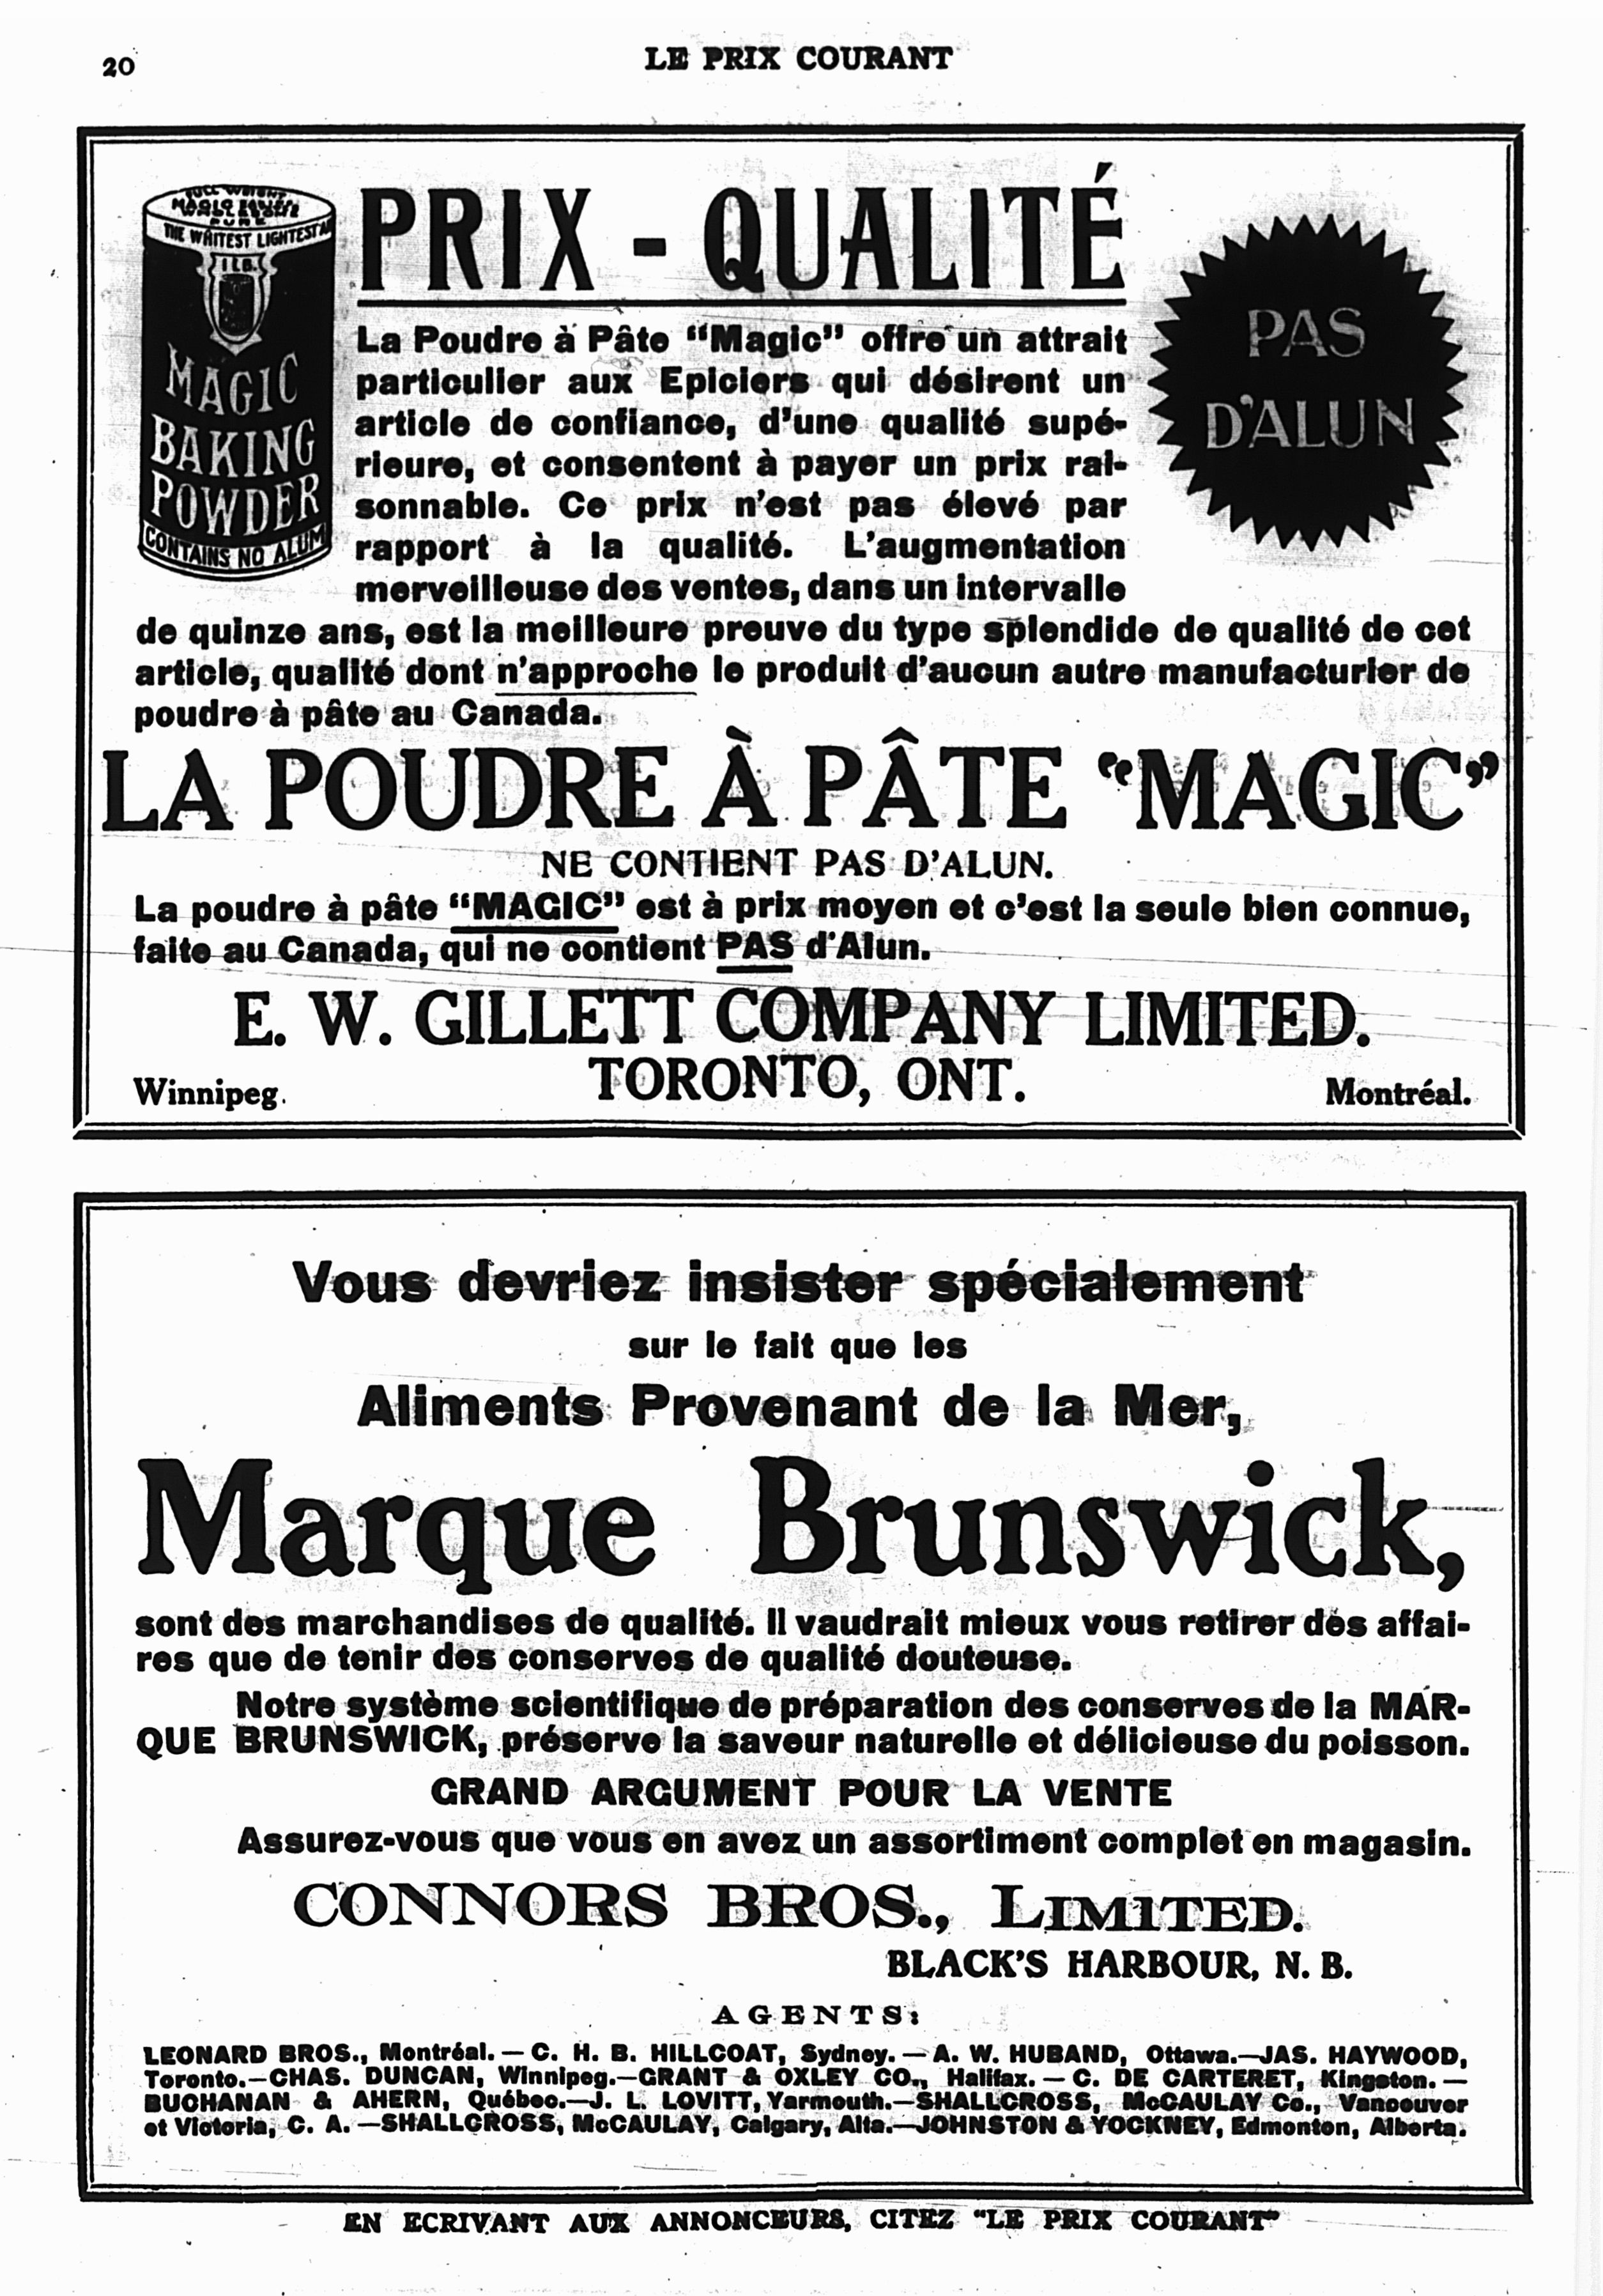 20
LE PRIX COURANT
FULL WEIGHT
MAGIC
PURE
THE WHITEST LIGHTEST
1 LB.
MAGIC
BAKING
POWDER
CONTAINS NO ALUM
PRIX - QUALITÉ
PAS
D'ALUN
La Poudre à Pâte "Magic" offre un attrait
particulier aux Epiciers qui désirent un
article de confiance, d'une qualité supé-
rieure, et consentent à payer un prix rai-
sonnable. Ce prix n'est pas élevé par
rapport à la qualité. L'augmentation
merveilleuse des ventes, dans un intervalle
de quinze ans, est la meilleure preuve du type splendide de qualité de cet
article, qualité dont n'approche le produit d'aucun autre manufacturier de
poudre à pâte au Canada.
LA POUDRE À PÂTE "MAGIC"
NE CONTIENT PAS D'ALUN.
La poudre à pâte "MAGIC" est à prix moyen et c'est la seule bien connue,
faite au Canada, qui ne contient PAS d'Alun.
E. W. GILLETT COMPANY LIMITED.
TORONTO, ONT.
Winnipeg.
Montréal.
Vous devriez insister spécialement
sur le fait que les
Aliments Provenant de la Mer,
Marque Brunswick,
sont des marchandises de qualité. Il vaudrait mieux vous retirer des affai-
res que de tenir des conserves de qualité douteuse.
Notre système scientifique de préparation des conserves de la MAR-
QUE BRUNSWICK, préserve la saveur naturelle et délicieuse du poisson.
GRAND ARGUMENT POUR LA VENTE
Assurez-vous que vous en avez un assortiment complet en magasin.
CONNORS BROS., LIMITED.
BLACK'S HARBOUR, N. B.
AGENTS:
LEONARD BROS., Montréal. — C. H. B. HILLCOAT, Sydney. — A. W. HUBAND, Ottawa.—JAS. HAYWOOD,
Toronto.—CHAS. DUNCAN, Winnipeg.—GRANT & OXLEY CO., Halifax. — C. DE CARTERET, Kingston. —
BUCHANAN & AHERN, Québec.—J. L. LOVITT, Yarmouth.—SHALLCROSS, McCAULAY Co., Vancouver
et Victoria, C. A. —SHALLCROSS, McCAULAY, Calgary, Alta.—JOHNSTON & YOCKNEY, Edmonton, Alberta.
EN ECRIVANT AUX ANNONCEURS, CITEZ "LE PRIX COURANT"